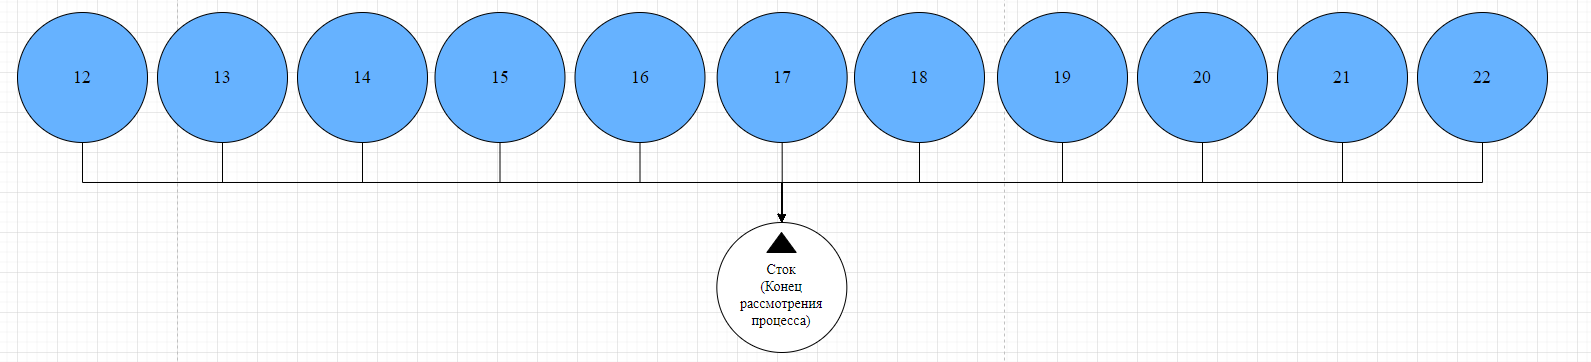 12 13 14 15 16 17 18 19 20 21 22
Сток
(Конец
рассмотрения
процесса)